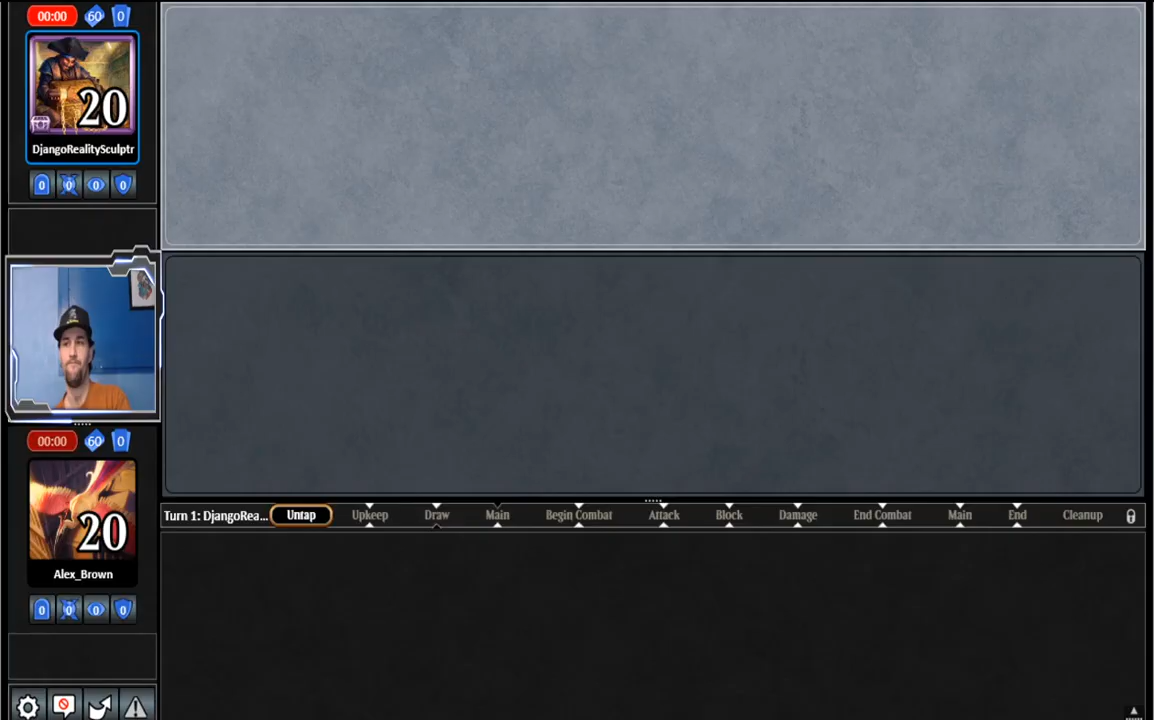 00:00 60 0
20
DjangoRealitySculptr
0 0 0 0
00:00 60 0
20
Alex_Brown
0 0 0 0
Turn 1: DjangoRea... Untap Upkeep Draw Main Begin Combat Attack Block Damage End Combat Main End Cleanup